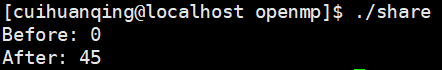 [cuihuanqing@localhost openmp]$ ./share
Before: 0
After: 45